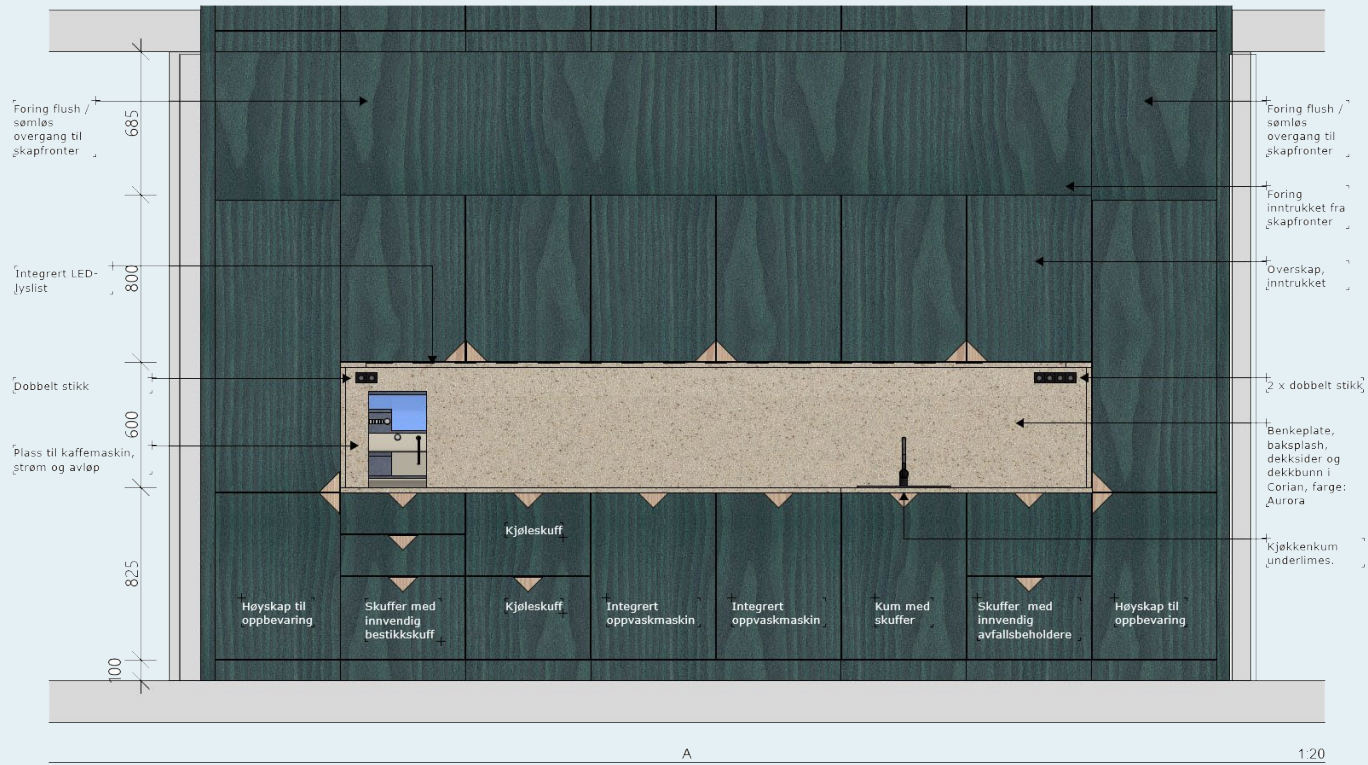 Foring flush /
sømløs
overgang til
skapfronter
685
Foring flush /
sømløs
overgang til
skapfronter
Foring
inntrukket fra
skapfronter
Integrert LED-
lyslist
800
Overskap,
inntrukket
Dobbelt stikk
2 x dobbelt stikk
600
Plass til kaffemaskin,
strøm og avløp
Benkeplate,
baksplash,
dekksider og
dekkbunn i
Corian, farge:
Aurora
Kjøkkenkum
underlimes.
825
Kjøleskuff
Høyskap til
oppbevaring
Skuffer med
innvendig
bestikkskuff
Kjøleskuff
Integrert
oppvaskmaskin
Integrert
oppvaskmaskin
Kum med
skuffer
Skuffer  med
innvendig
avfallsbeholdere
Høyskap til
oppbevaring
100
A
1:20